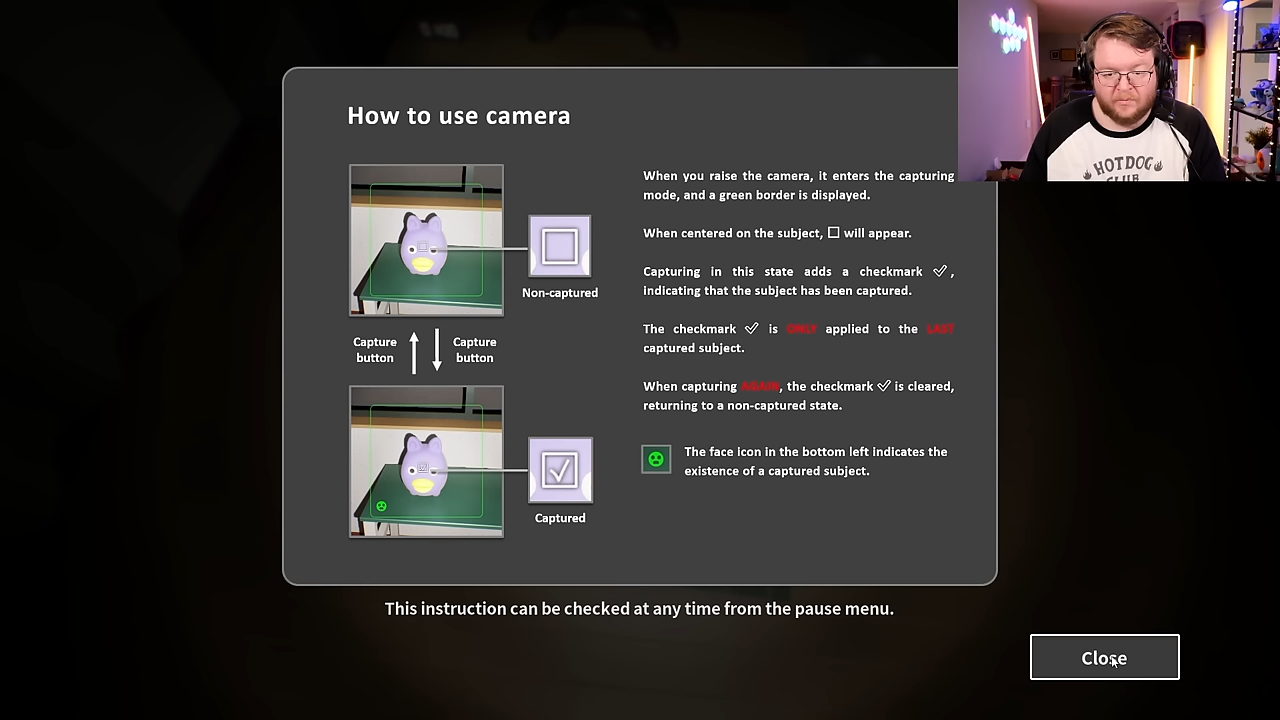 How to use camera
When you raise the camera, it enters the capturing
mode, and a green border is displayed.
When centered on the subject, ☐ will appear.
Non-captured
Capturing in this state adds a checkmark ✓,
indicating that the subject has been captured.
The checkmark ✓ is ONLY applied to the LAST
captured subject.
Capture
button
Capture
button
When capturing AGAIN, the checkmark ✓ is cleared,
returning to a non-captured state.
The face icon in the bottom left indicates the
existence of a captured subject.
Captured
This instruction can be checked at any time from the pause menu.
Close
HOTDOG
CLUB